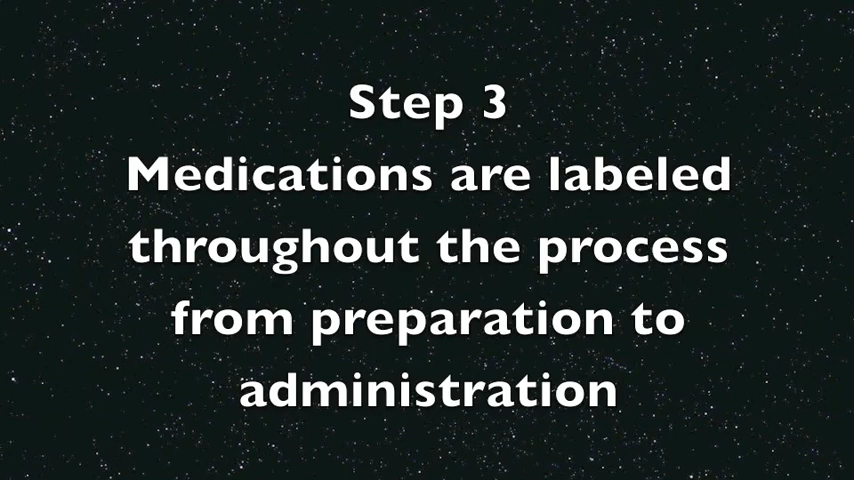 Step 3
Medications are labeled
throughout the process
from preparation to
administration